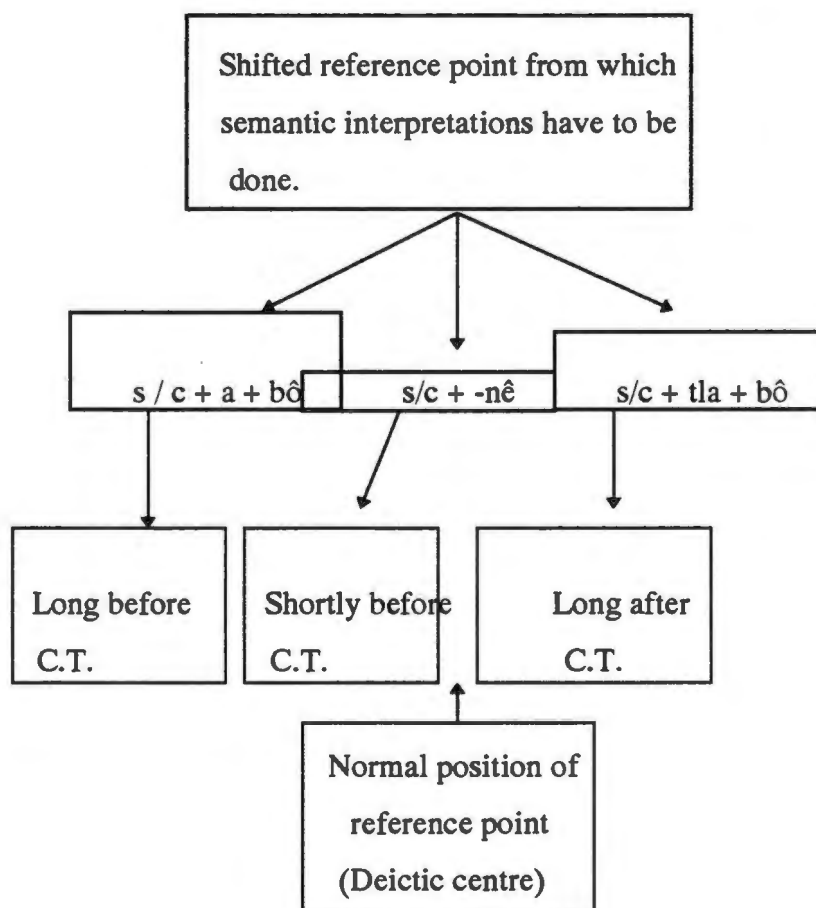 Shifted reference point from which
semantic interpretations have to be
done.
s / c + a + bô
s/c + -nê
s/c + tla + bô
Long before
C.T.
Shortly before
C.T.
Long after
C.T.
Normal position of
reference point
(Deictic centre)